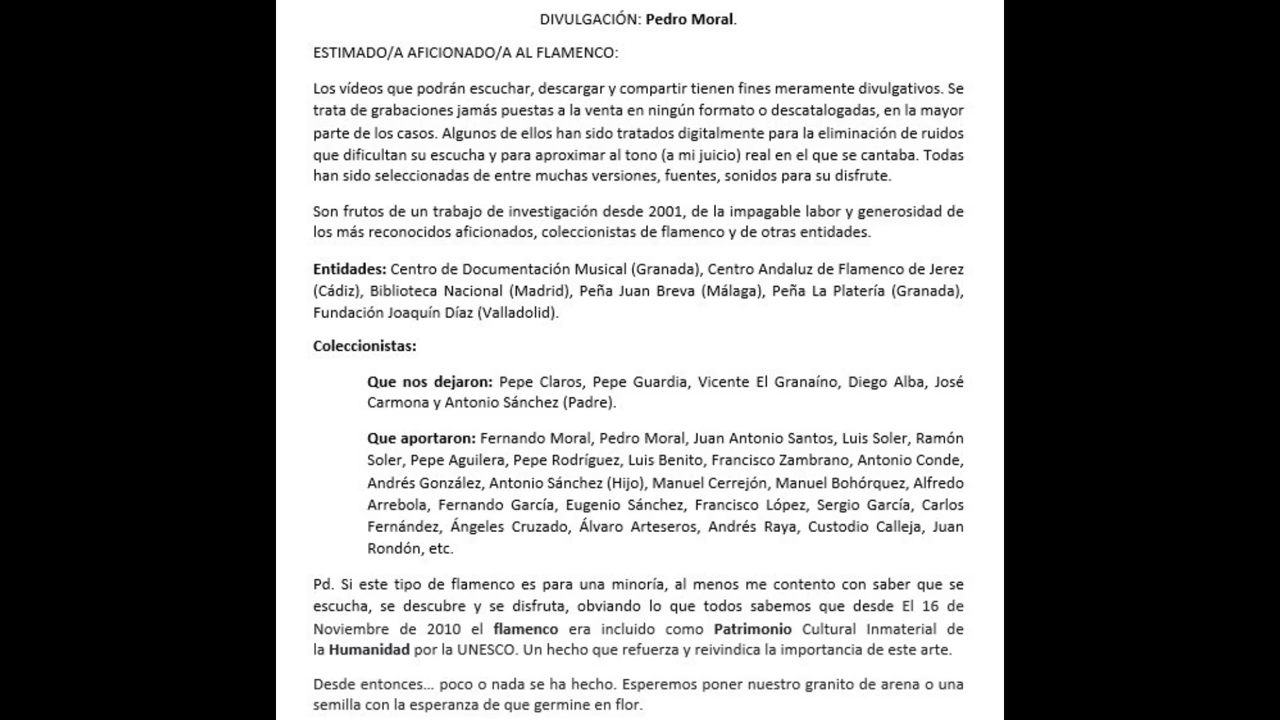 DIVULGACIÓN: Pedro Moral.
ESTIMADO/A AFICIONADO/A AL FLAMENCO:
Los vídeos que podrán escuchar, descargar y compartir tienen fines meramente divulgativos. Se
trata de grabaciones jamás puestas a la venta en ningún formato o descatalogadas, en la mayor
parte de los casos. Algunos de ellos han sido tratados digitalmente para la eliminación de ruidos
que dificultan su escucha y para aproximar al tono (a mi juicio) real en el que se cantaba. Todas
han sido seleccionadas de entre muchas versiones, fuentes, sonidos para su disfrute.
Son frutos de un trabajo de investigación desde 2001, de la impagable labor y generosidad de
los más reconocidos aficionados, coleccionistas de flamenco y de otras entidades.
Entidades: Centro de Documentación Musical (Granada), Centro Andaluz de Flamenco de Jerez
(Cádiz), Biblioteca Nacional (Madrid), Peña Juan Breva (Málaga), Peña La Platería (Granada),
Fundación Joaquín Díaz (Valladolid).
Coleccionistas:
Que nos dejaron: Pepe Claros, Pepe Guardia, Vicente El Granaíno, Diego Alba, José
Carmona y Antonio Sánchez (Padre).
Que aportaron: Fernando Moral, Pedro Moral, Juan Antonio Santos, Luis Soler, Ramón
Soler, Pepe Aguilera, Pepe Rodríguez, Luis Benito, Francisco Zambrano, Antonio Conde,
Andrés González, Antonio Sánchez (Hijo), Manuel Cerrejón, Manuel Bohórquez, Alfredo
Arrebola, Fernando García, Eugenio Sánchez, Francisco López, Sergio García, Carlos
Fernández, Ángeles Cruzado, Álvaro Arteseros, Andrés Raya, Custodio Calleja, Juan
Rondón, etc.
Pd. Si este tipo de flamenco es para una minoría, al menos me contento con saber que se
escucha, se descubre y se disfruta, obviando lo que todos sabemos que desde El 16 de
Noviembre de 2010 el flamenco era incluido como Patrimonio Cultural Inmaterial de
la Humanidad por la UNESCO. Un hecho que refuerza y reivindica la importancia de este arte.
Desde entonces... poco o nada se ha hecho. Esperemos poner nuestro granito de arena o una
semilla con la esperanza de que germine en flor.